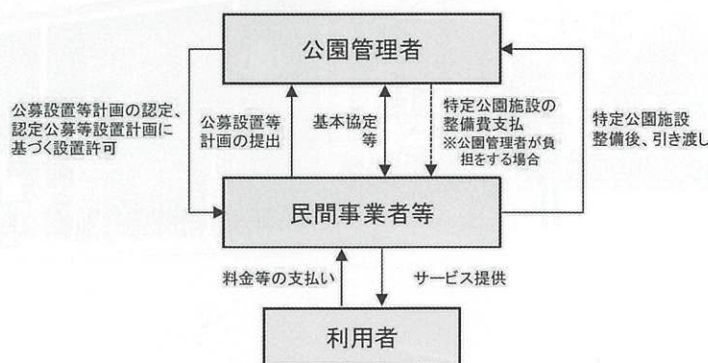 公園管理者
公募設置等計画の認定、
認定公募等設置計画に
基づく設置許可
公募設置等
計画の提出
基本協定
等
特定公園施設の
整備費支払
※公園管理者が負
担をする場合
特定公園施設
整備後、引き渡し
民間事業者等
料金等の支払い
サービス提供
利用者